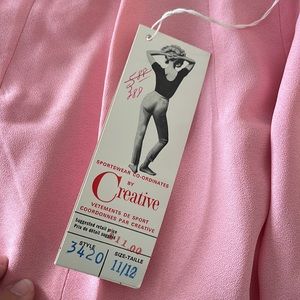 SPORTSWEAR CO-ORDINATES
BY
Creative
VETEMENTS DE SPORT
COORDONNES PAR CREATIVE
Suggested retail price
Prix de détail suggéré
STYLE
3420
SIZE-TAILLE
11/12